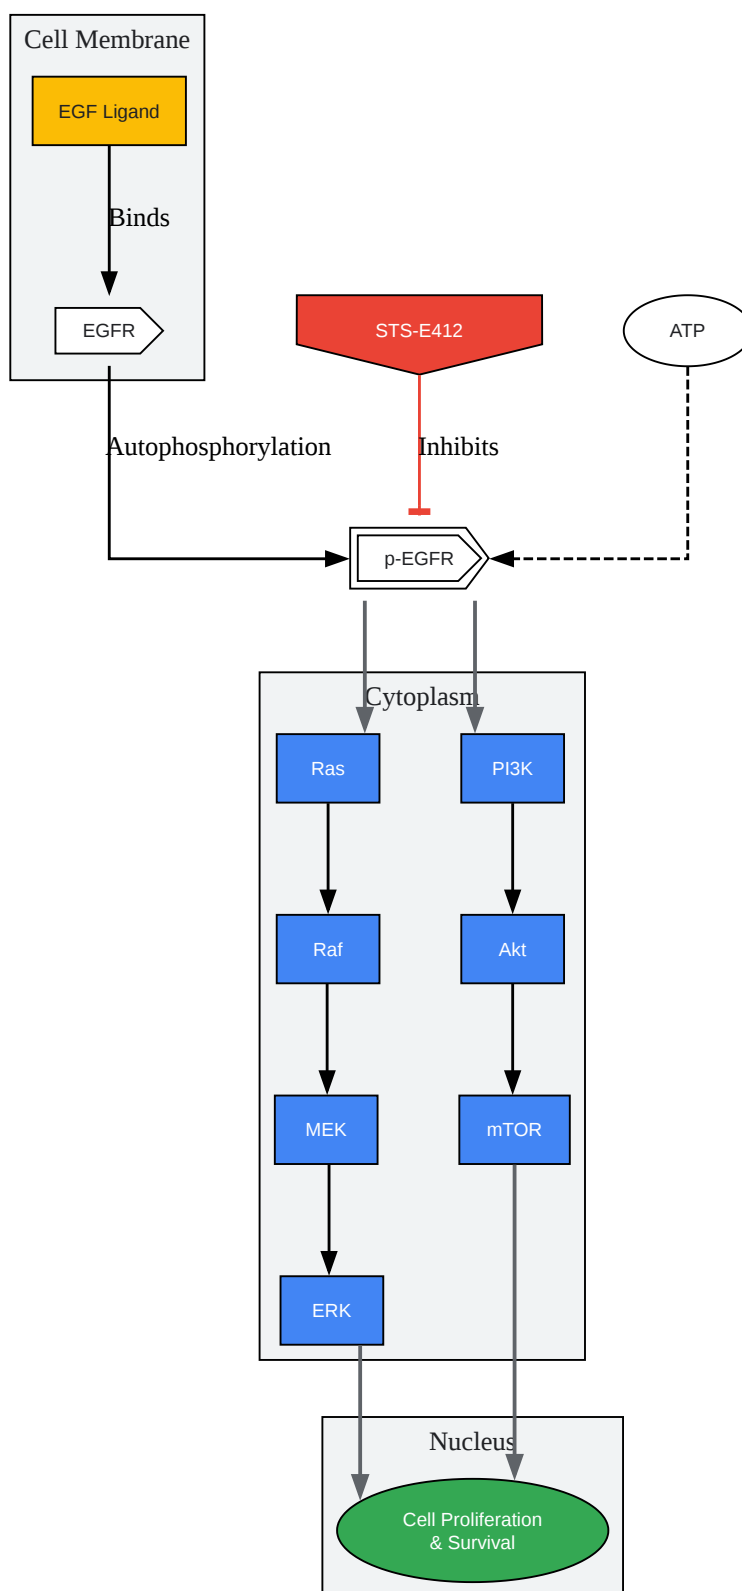 Cell Membrane
EGF Ligand
Binds
EGFR
STS-E412
ATP
Autophosphorylation
Inhibits
p-EGFR
Cytoplasm
Ras
PI3K
Raf
Akt
MEK
mTOR
ERK
Nucleus
Cell Proliferation
& Survival